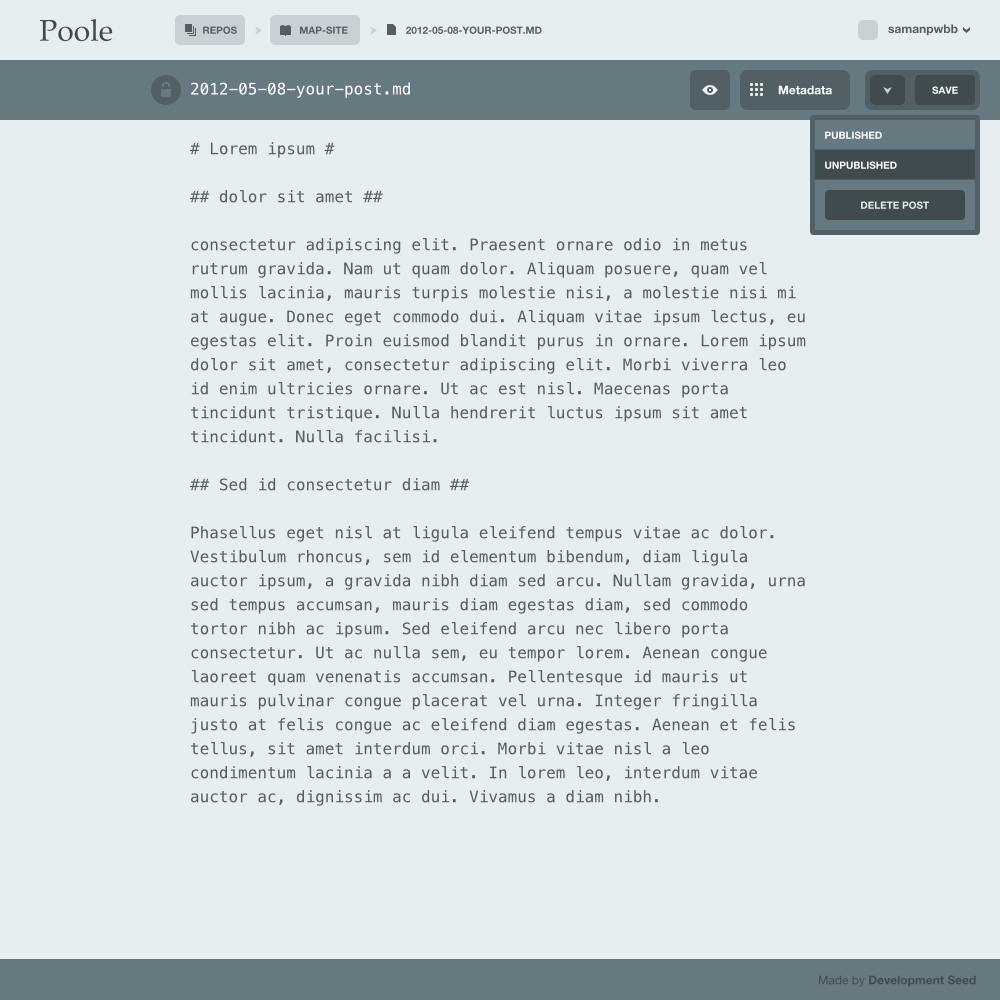 Poole
REPOS
MAP-SITE
2012-05-08-YOUR-POST.MD
samanpwbb
2012-05-08-your-post.md
Metadata
SAVE
PUBLISHED
UNPUBLISHED
DELETE POST
# Lorem ipsum #
## dolor sit amet ##
consectetur adipiscing elit. Praesent ornare odio in metus
rutrum gravida. Nam ut quam dolor. Aliquam posuere, quam vel
mollis lacinia, mauris turpis molestie nisi, a molestie nisi mi
at augue. Donec eget commodo dui. Aliquam vitae ipsum lectus, eu
egestas elit. Proin euismod blandit purus in ornare. Lorem ipsum
dolor sit amet, consectetur adipiscing elit. Morbi viverra leo
id enim ultricies ornare. Ut ac est nisl. Maecenas porta
tincidunt tristique. Nulla hendrerit luctus ipsum sit amet
tincidunt. Nulla facilisi.
## Sed id consectetur diam ##
Phasellus eget nisl at ligula eleifend tempus vitae ac dolor.
Vestibulum rhoncus, sem id elementum bibendum, diam ligula
auctor ipsum, a gravida nibh diam sed arcu. Nullam gravida, urna
sed tempus accumsan, mauris diam egestas diam, sed commodo
tortor nibh ac ipsum. Sed eleifend arcu nec libero porta
consectetur. Ut ac nulla sem, eu tempor lorem. Aenean congue
laoreet quam venenatis accumsan. Pellentesque id mauris ut
mauris pulvinar congue placerat vel urna. Integer fringilla
justo at felis congue ac eleifend diam egestas. Aenean et felis
tellus, sit amet interdum orci. Morbi vitae nisl a leo
condimentum lacinia a a velit. In lorem leo, interdum vitae
auctor ac, dignissim ac dui. Vivamus a diam nibh.
Made by Development Seed